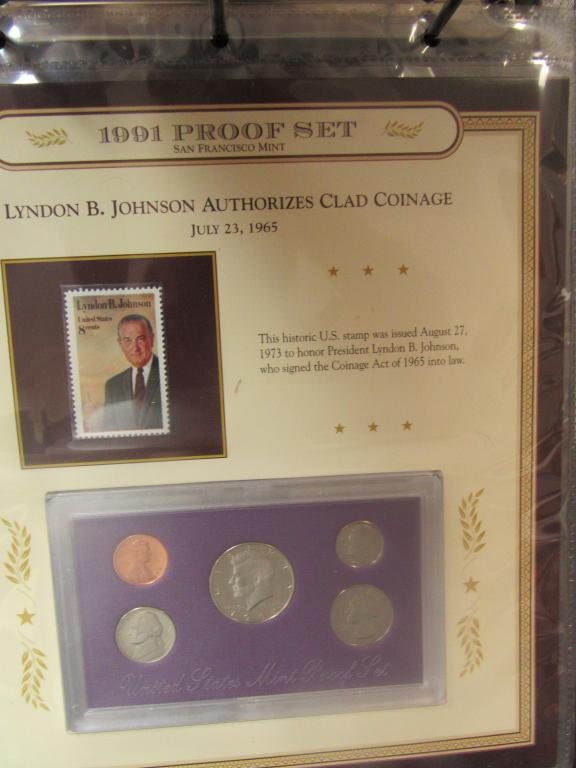 1991 PROOF SET
SAN FRANCISCO MINT
LYNDON B. JOHNSON AUTHORIZES CLAD COINAGE
JULY 23, 1965
Lyndon B. Johnson
United States
8 cents
This historic U.S. stamp was issued August 27,
1973 to honor President Lyndon B. Johnson,
who signed the Coinage Act of 1965 into law.
United States Mint Proof Set